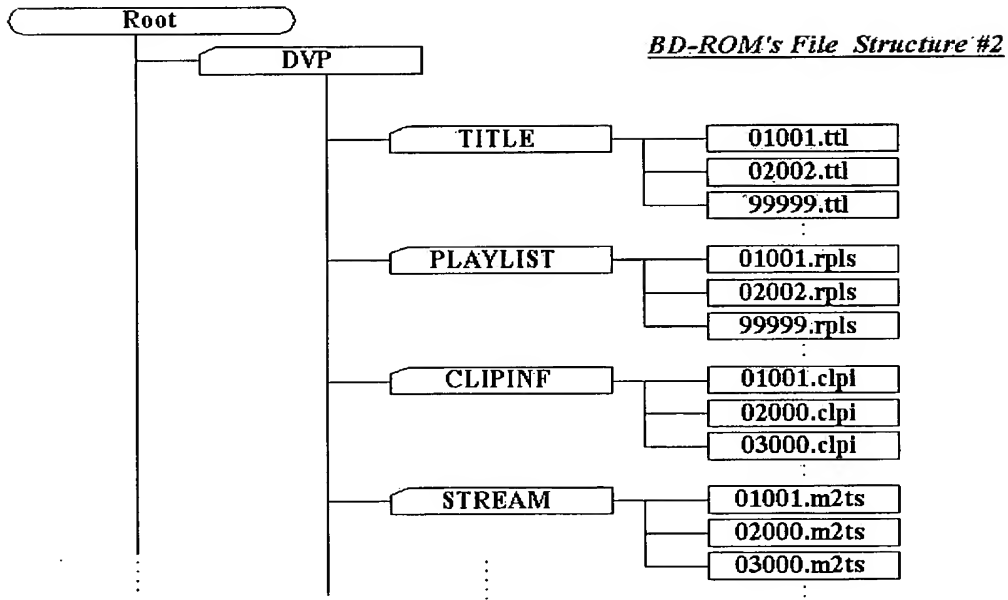 Root
BD-ROM's File Structure #2
DVP
TITLE
01001.ttl
02002.ttl
99999.ttl
PLAYLIST
01001.rpls
02002.rpls
99999.rpls
CLIPINF
01001.clpi
02000.clpi
03000.clpi
STREAM
01001.m2ts
02000.m2ts
03000.m2ts